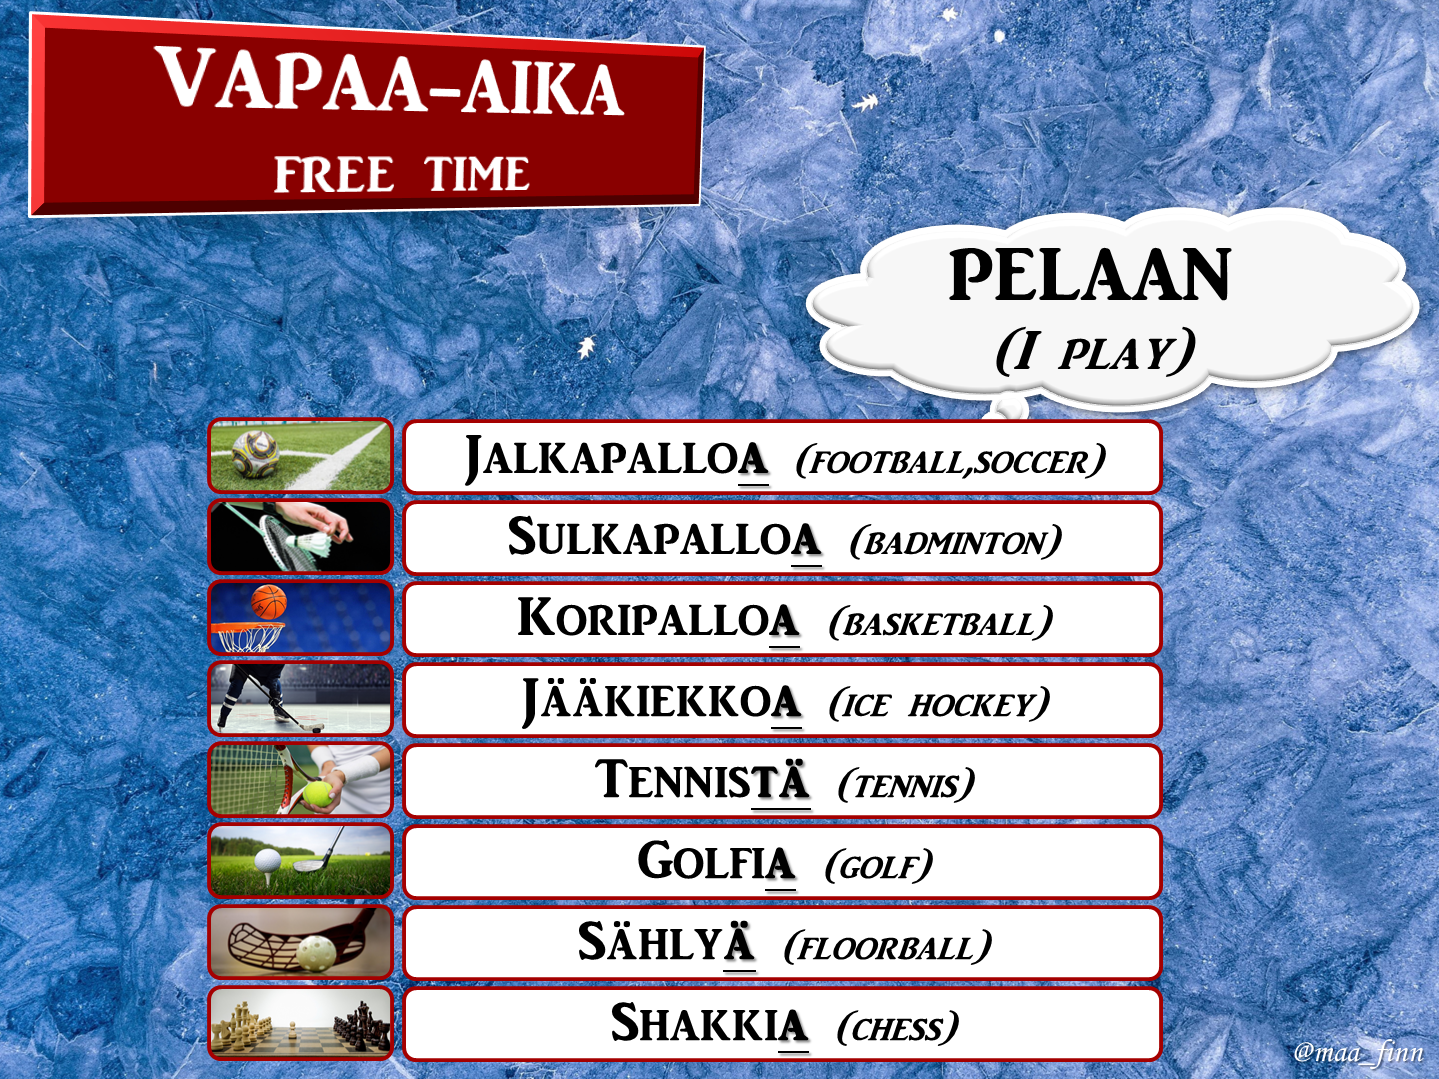 VAPAA-AIKA
FREE TIME
PELAAN
(I PLAY)
JALKAPALLOA (FOOTBALL,SOCCER)
SULKAPALLOA (BADMINTON)
KORIPALLOA (BASKETBALL)
JÄÄKIEKKOA (ICE HOCKEY)
TENNISTÄ (TENNIS)
GOLFIA (GOLF)
SÄHLYÄ (FLOORBALL)
SHAKKIA (CHESS)
@maa_finn